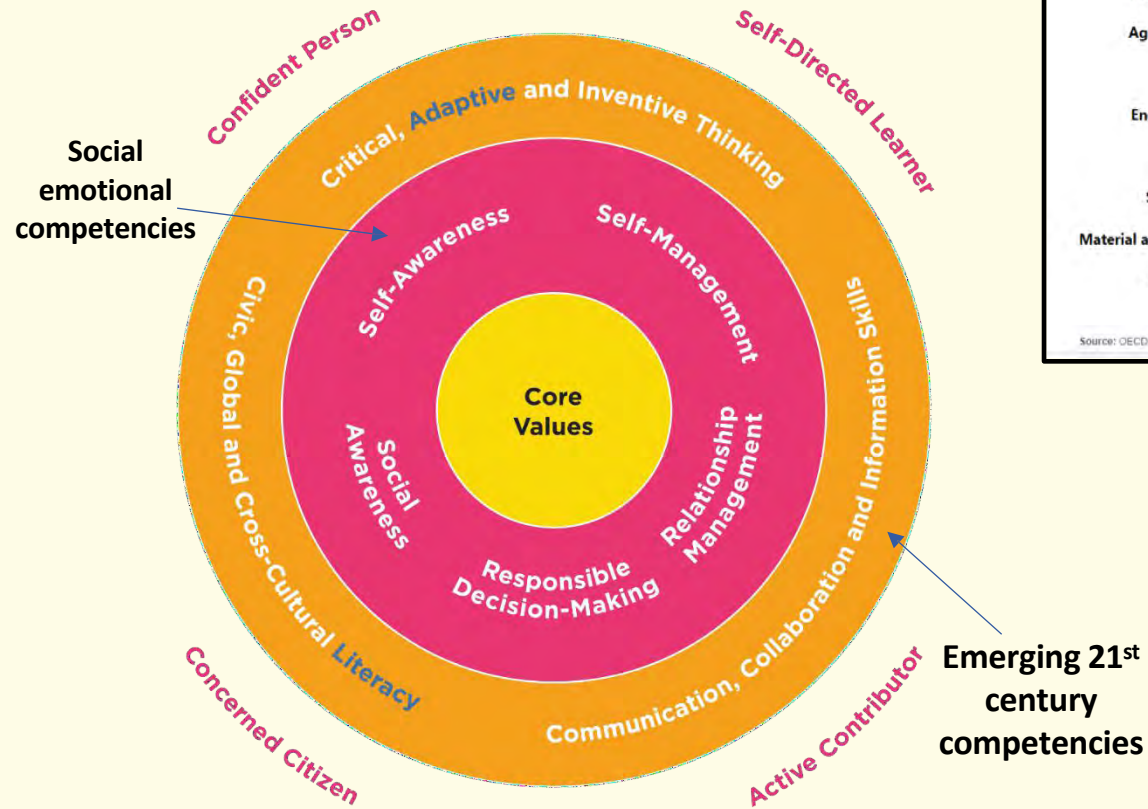 Confident Person
Self-Directed Learner
Critical, Adaptive and Inventive Thinking
Social
emotional
competencies
Self-Awareness
Self-Management
Civic, Global and Cross-Cultural Literacy
Communication, Collaboration and Information Skills
Core
Values
Social
Awareness
Relationship
Management
Responsible
Decision-Making
Concerned Citizen
Active Contributor
Emerging 21st
century
competencies
Material a
Source: OECD